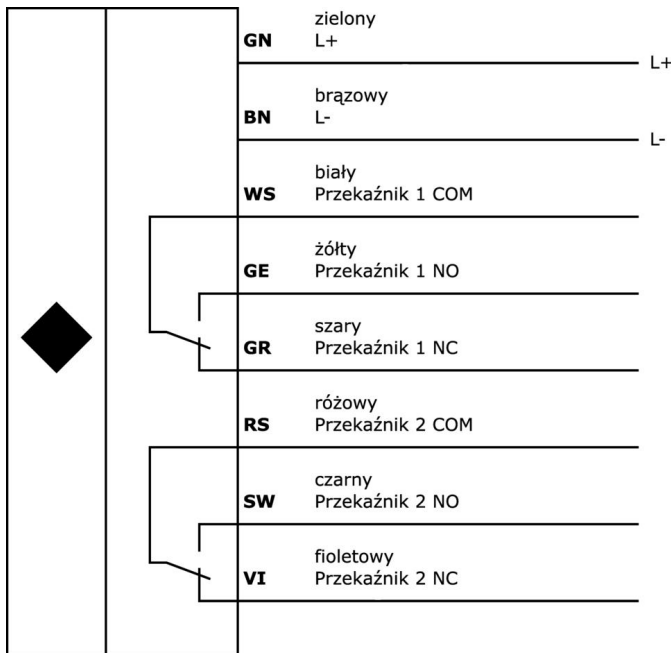 zielony
GN L+
L+
brązowy
BN L-
L-
biały
WS Przekaźnik 1 COM
żółty
GE Przekaźnik 1 NO
szary
GR Przekaźnik 1 NC
różowy
RS Przekaźnik 2 COM
czarny
SW Przekaźnik 2 NO
fioletowy
VI Przekaźnik 2 NC